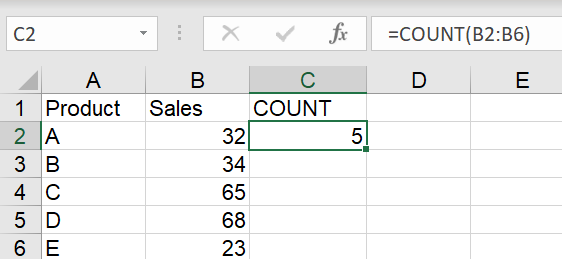 C2 fx =COUNT(B2:B6)
A B C D E
1 Product Sales COUNT
2 A 32 5
3 B 34
4 C 65
5 D 68
6 E 23